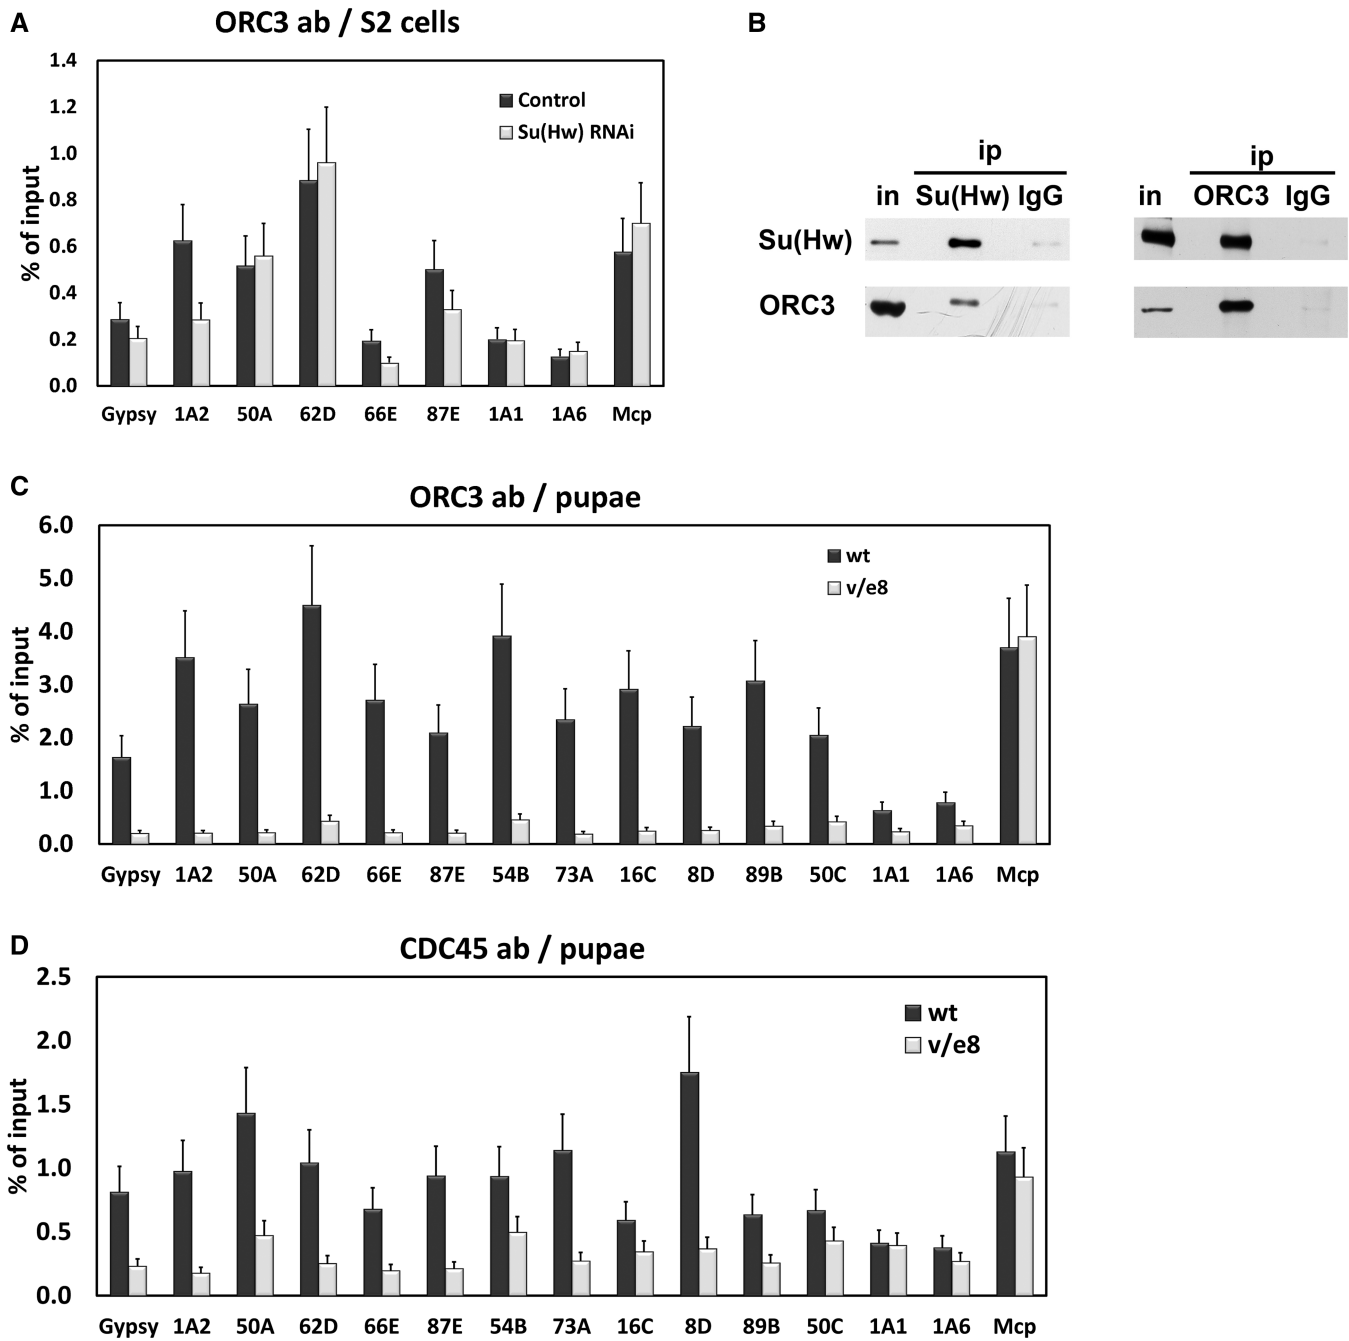 A
ORC3 ab / S2 cells
% of input
1.4
1.2
1.0
0.8
0.6
0.4
0.2
0.0
Control
Su(Hw) RNAi
Gypsy 1A2 50A 62D 66E 87E 1A1 1A6 Mcp
B
ip
in Su(Hw) IgG
ip
in ORC3 IgG
Su(Hw)
ORC3
C
ORC3 ab / pupae
% of input
6.0
5.0
4.0
3.0
2.0
1.0
0.0
wt
v/e8
Gypsy 1A2 50A 62D 66E 87E 54B 73A 16C 8D 89B 50C 1A1 1A6 Mcp
D
CDC45 ab / pupae
% of input
2.5
2.0
1.5
1.0
0.5
0.0
wt
v/e8
Gypsy 1A2 50A 62D 66E 87E 54B 73A 16C 8D 89B 50C 1A1 1A6 Mcp